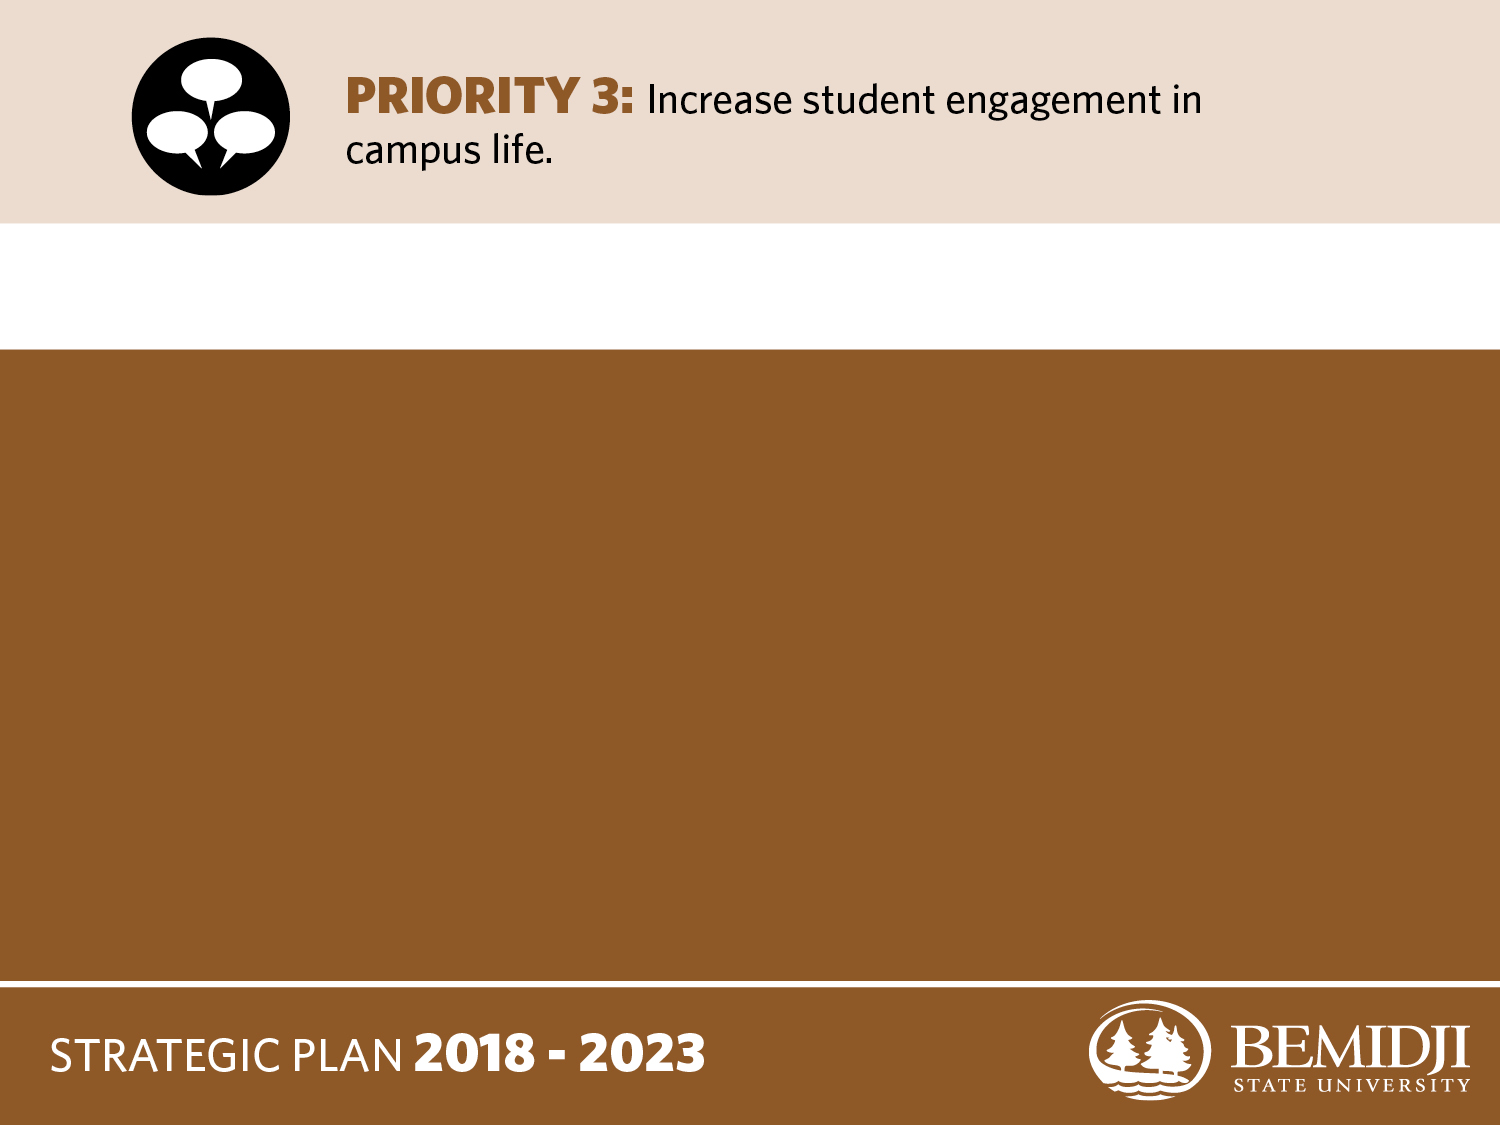 PRIORITY 3: Increase student engagement in
campus life.
STRATEGIC PLAN 2018 - 2023
BEMIDJI
STATE UNIVERSITY